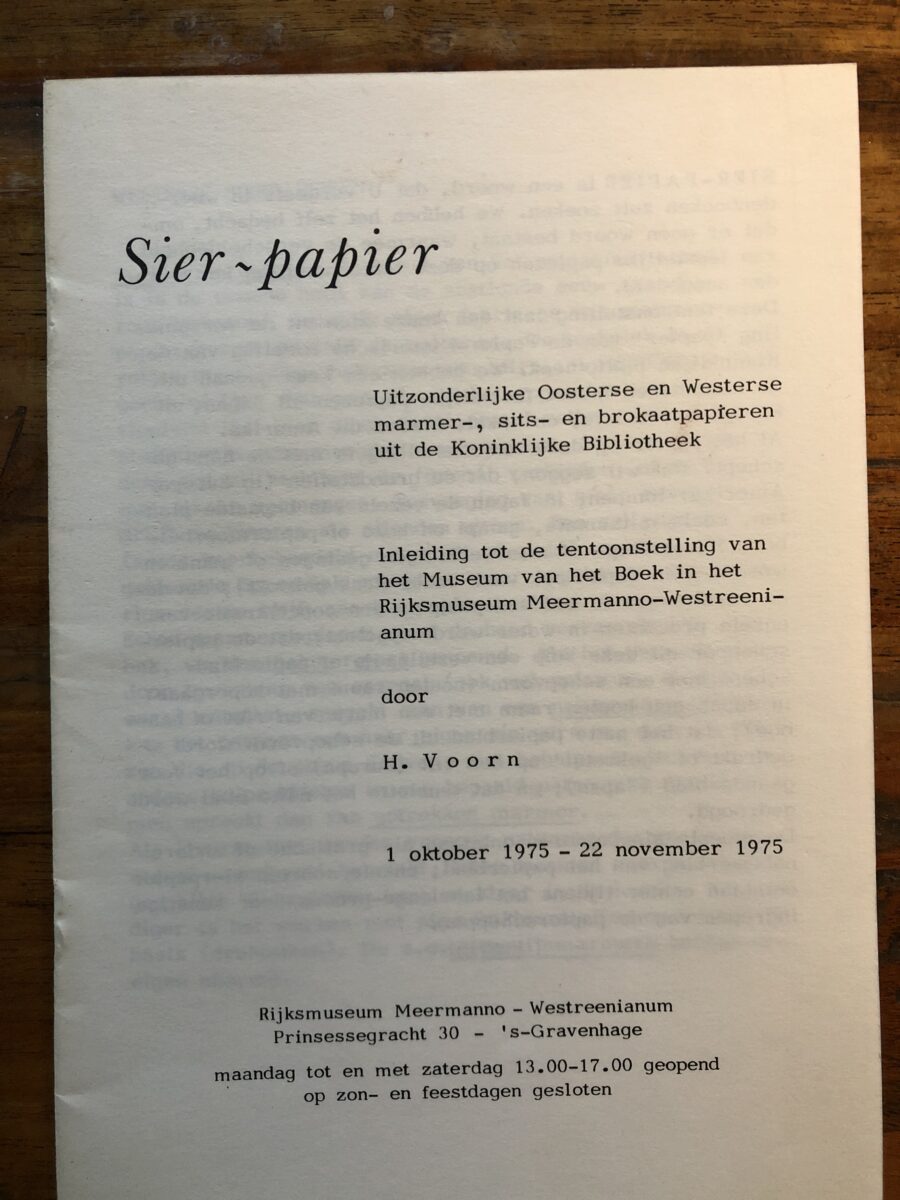 Sier~papier
Uitzonderlijke Oosterse en Westerse
marmer-, sits- en brokaatpapieren
uit de Koninklijke Bibliotheek
Inleiding tot de tentoonstelling van
het Museum van het Boek in het
Rijksmuseum Meermanno-Westreeni-
anum
door
H. Voorn
1 oktober 1975 - 22 november 1975
Rijksmuseum Meermanno - Westreenianum
Prinsessegracht 30 - 's-Gravenhage
maandag tot en met zaterdag 13.00-17.00 geopend
op zon- en feestdagen gesloten